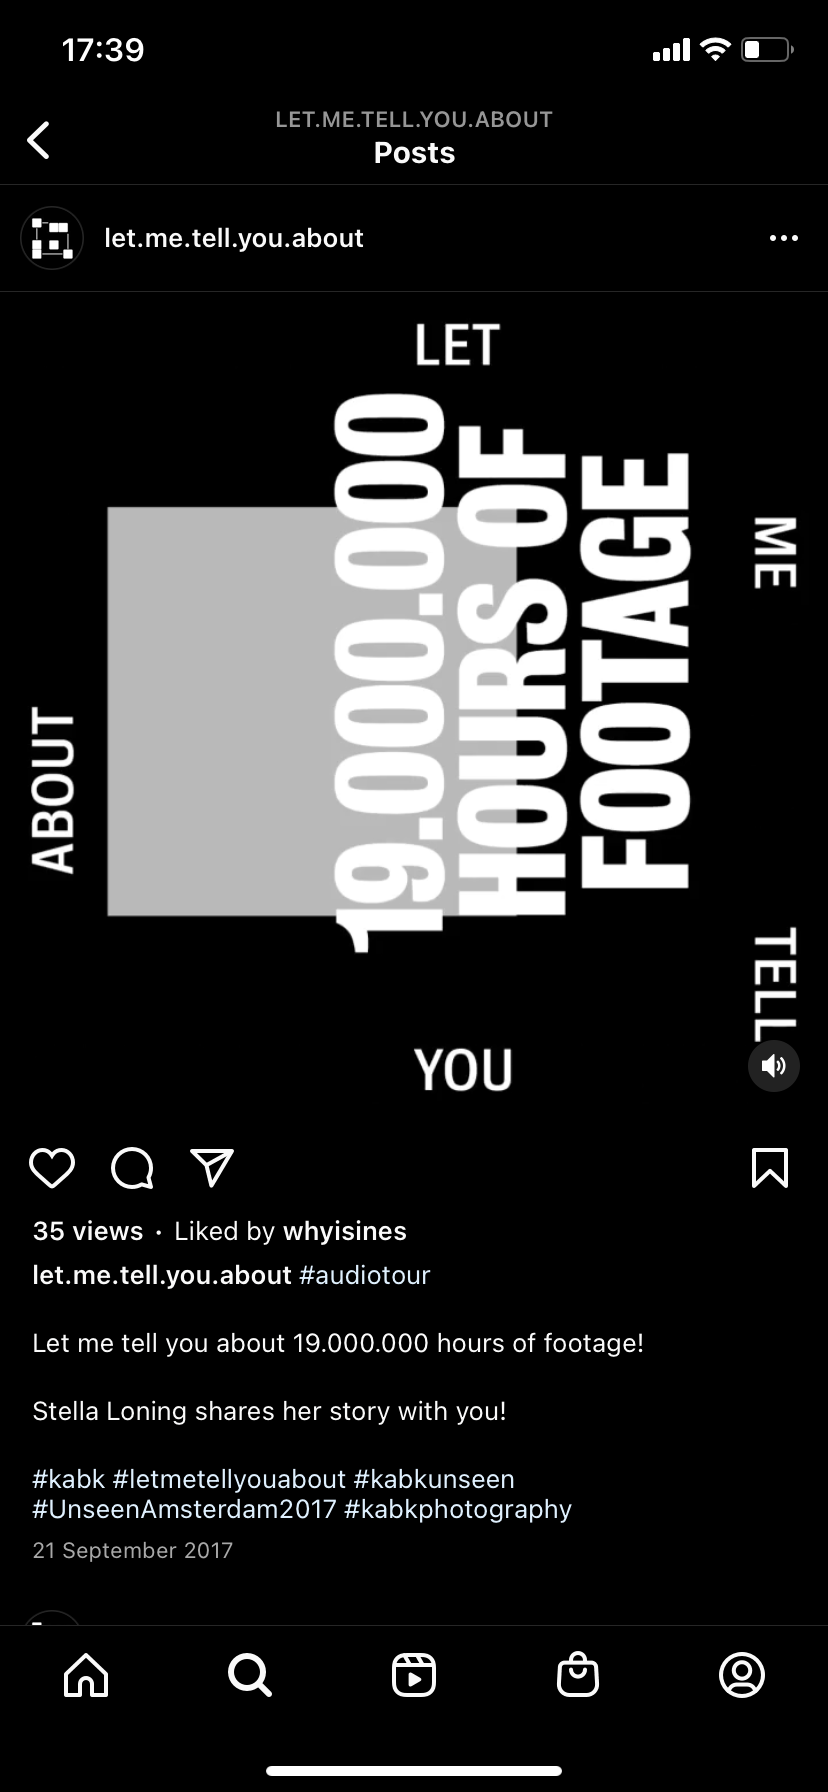 17:39
LET.ME.TELL.YOU.ABOUT
Posts
let.me.tell.you.about
LET
ME
TELL
YOU
ABOUT
19.000.000
HOURS OF
FOOTAGE
35 views · Liked by whyisines
let.me.tell.you.about #audiotour
Let me tell you about 19.000.000 hours of footage!
Stella Loning shares her story with you!
#kabk #letmetellyouabout #kabkunseen
#UnseenAmsterdam2017 #kabkphotography
21 September 2017